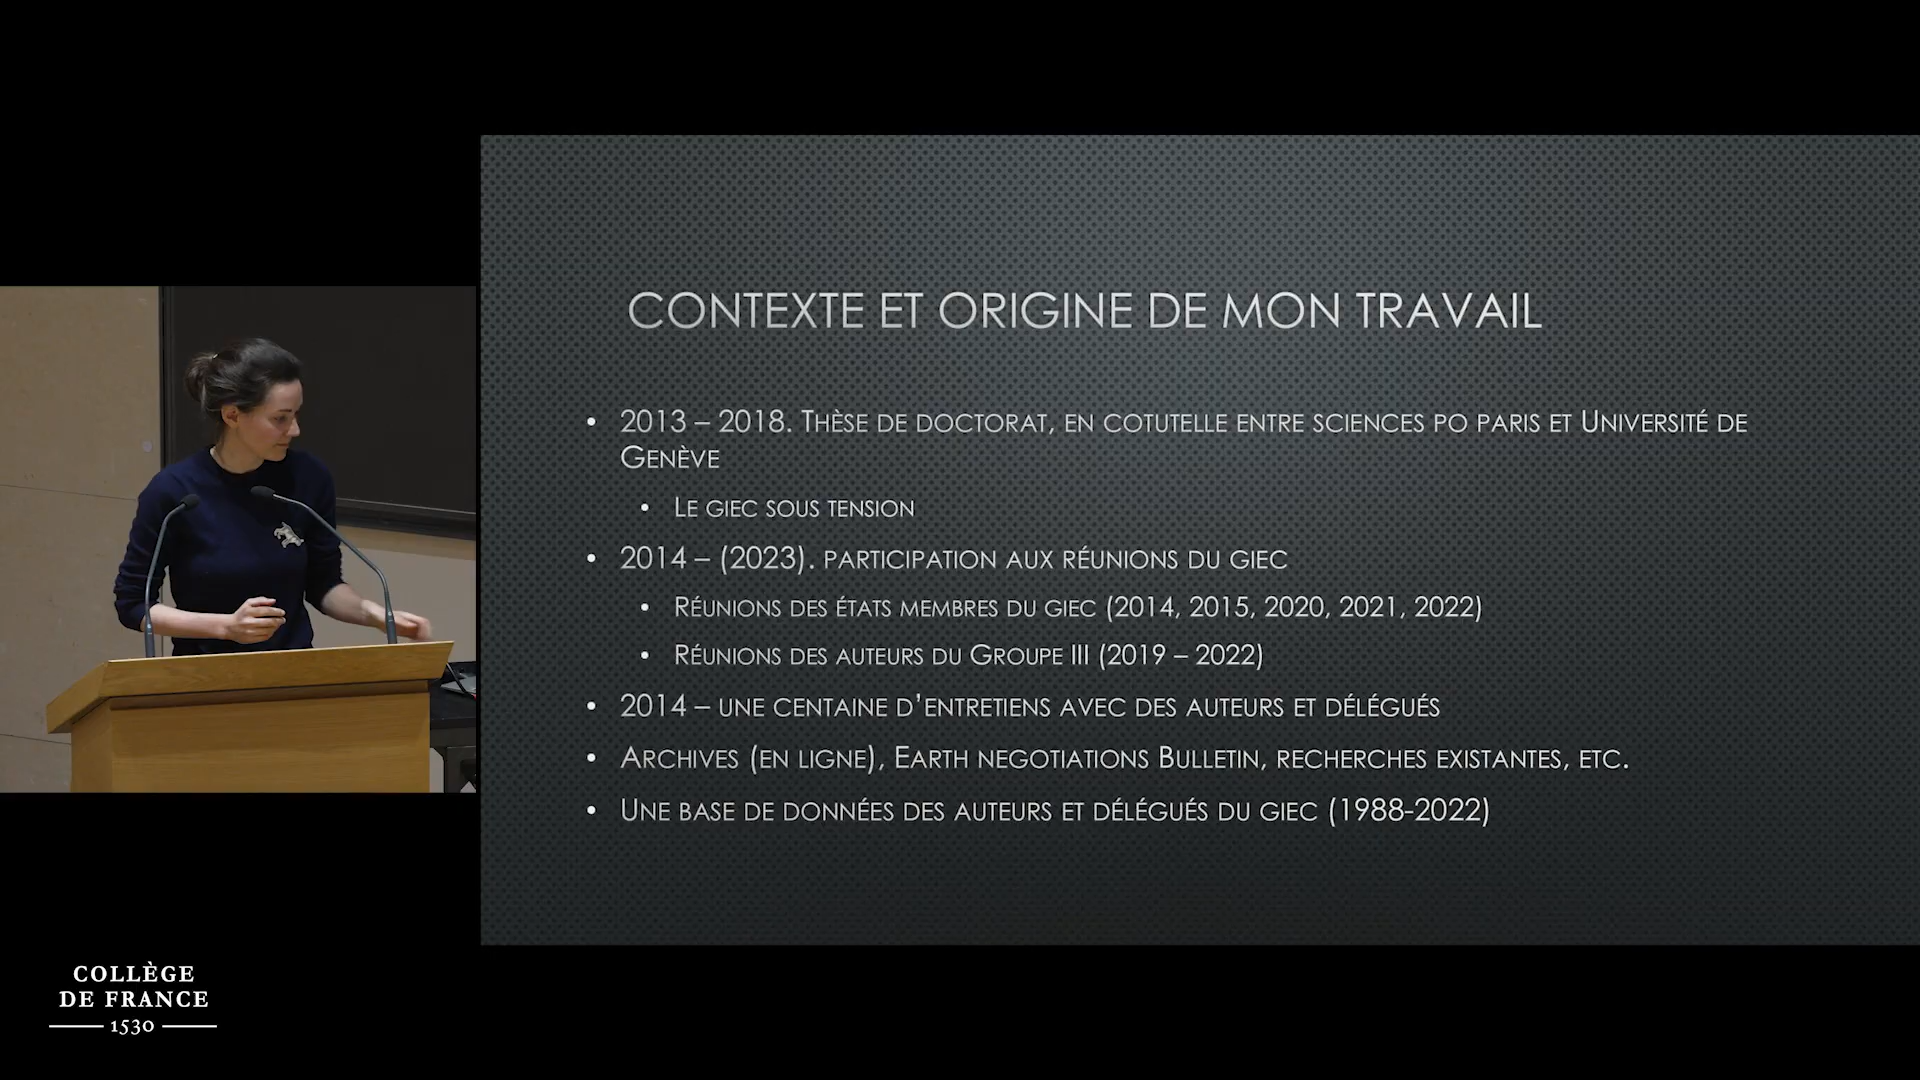 CONTEXTE ET ORIGINE DE MON TRAVAIL
• 2013 – 2018. THÈSE DE DOCTORAT, EN COTUTELLE ENTRE SCIENCES PO PARIS ET UNIVERSITÉ DE
GENÈVE
• LE GIEC SOUS TENSION
• 2014 – (2023). PARTICIPATION AUX RÉUNIONS DU GIEC
• RÉUNIONS DES ÉTATS MEMBRES DU GIEC (2014, 2015, 2020, 2021, 2022)
• RÉUNIONS DES AUTEURS DU GROUPE III (2019 – 2022)
• 2014 – UNE CENTAINE D'ENTRETIENS AVEC DES AUTEURS ET DÉLÉGUÉS
• ARCHIVES (EN LIGNE), EARTH NEGOTIATIONS BULLETIN, RECHERCHES EXISTANTES, ETC.
• UNE BASE DE DONNÉES DES AUTEURS ET DÉLÉGUÉS DU GIEC (1988-2022)
COLLÈGE
DE FRANCE
1530